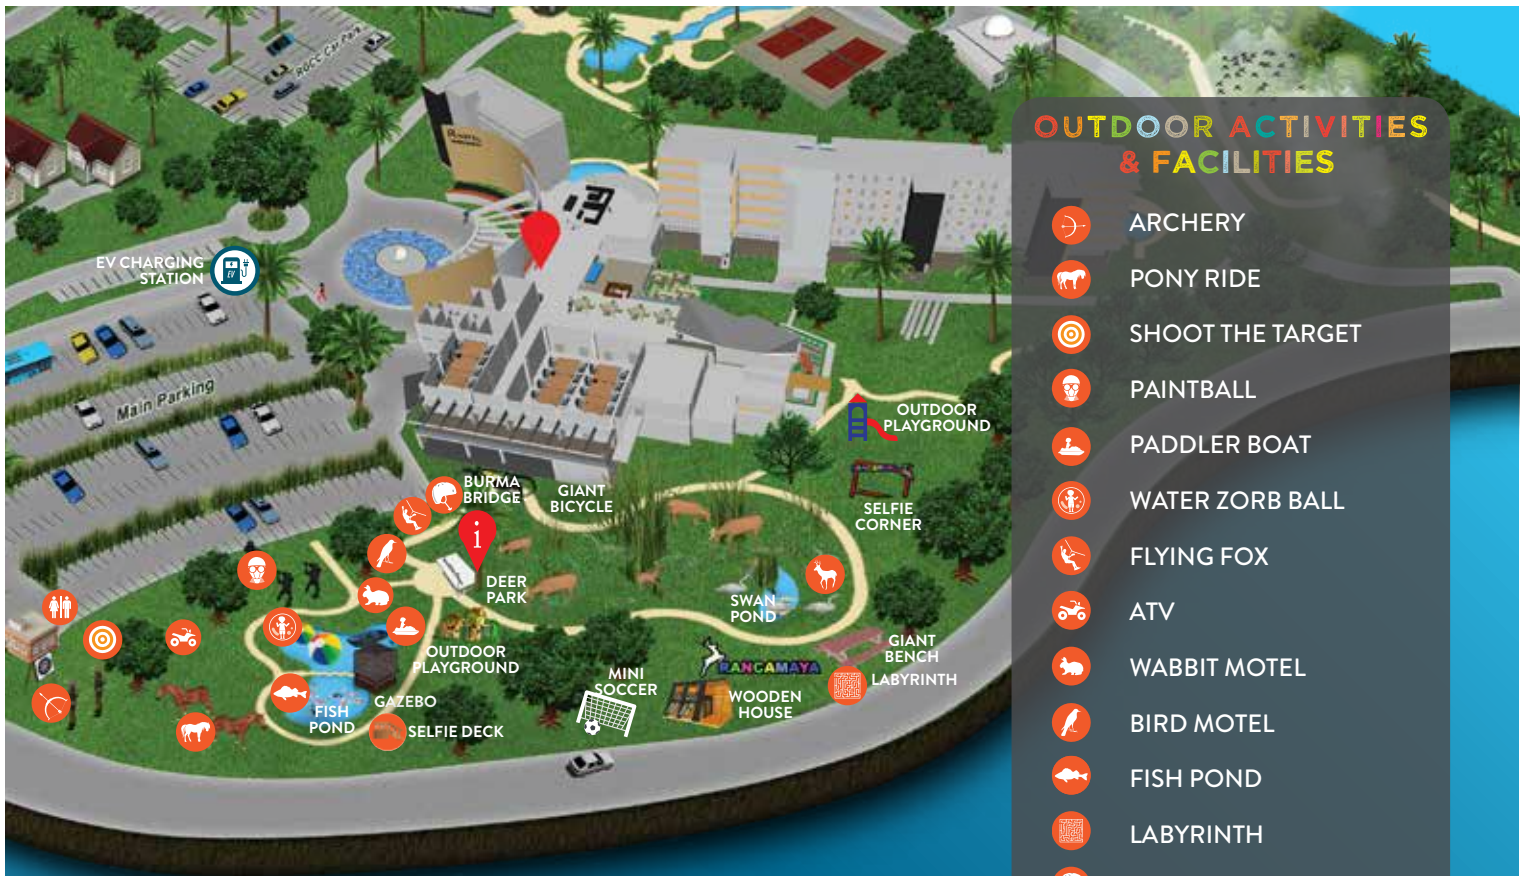 RGCC Car Park
EV CHARGING
STATION
EV
Main Parking
OUTDOOR
PLAYGROUND
BURMA
BRIDGE
GIANT
BICYCLE
SELFIE
CORNER
i
DEER
PARK
SWAN
POND
OUTDOOR
PLAYGROUND
GIANT
BENCH
RANCAMAYA
LABYRINTH
MINI
SOCCER
WOODEN
HOUSE
FISH
POND
GAZEBO
SELFIE DECK
OUTDOOR ACTIVITIES
& FACILITIES
ARCHERY
PONY RIDE
SHOOT THE TARGET
PAINTBALL
PADDLER BOAT
WATER ZORB BALL
FLYING FOX
ATV
WABBIT MOTEL
BIRD MOTEL
FISH POND
LABYRINTH